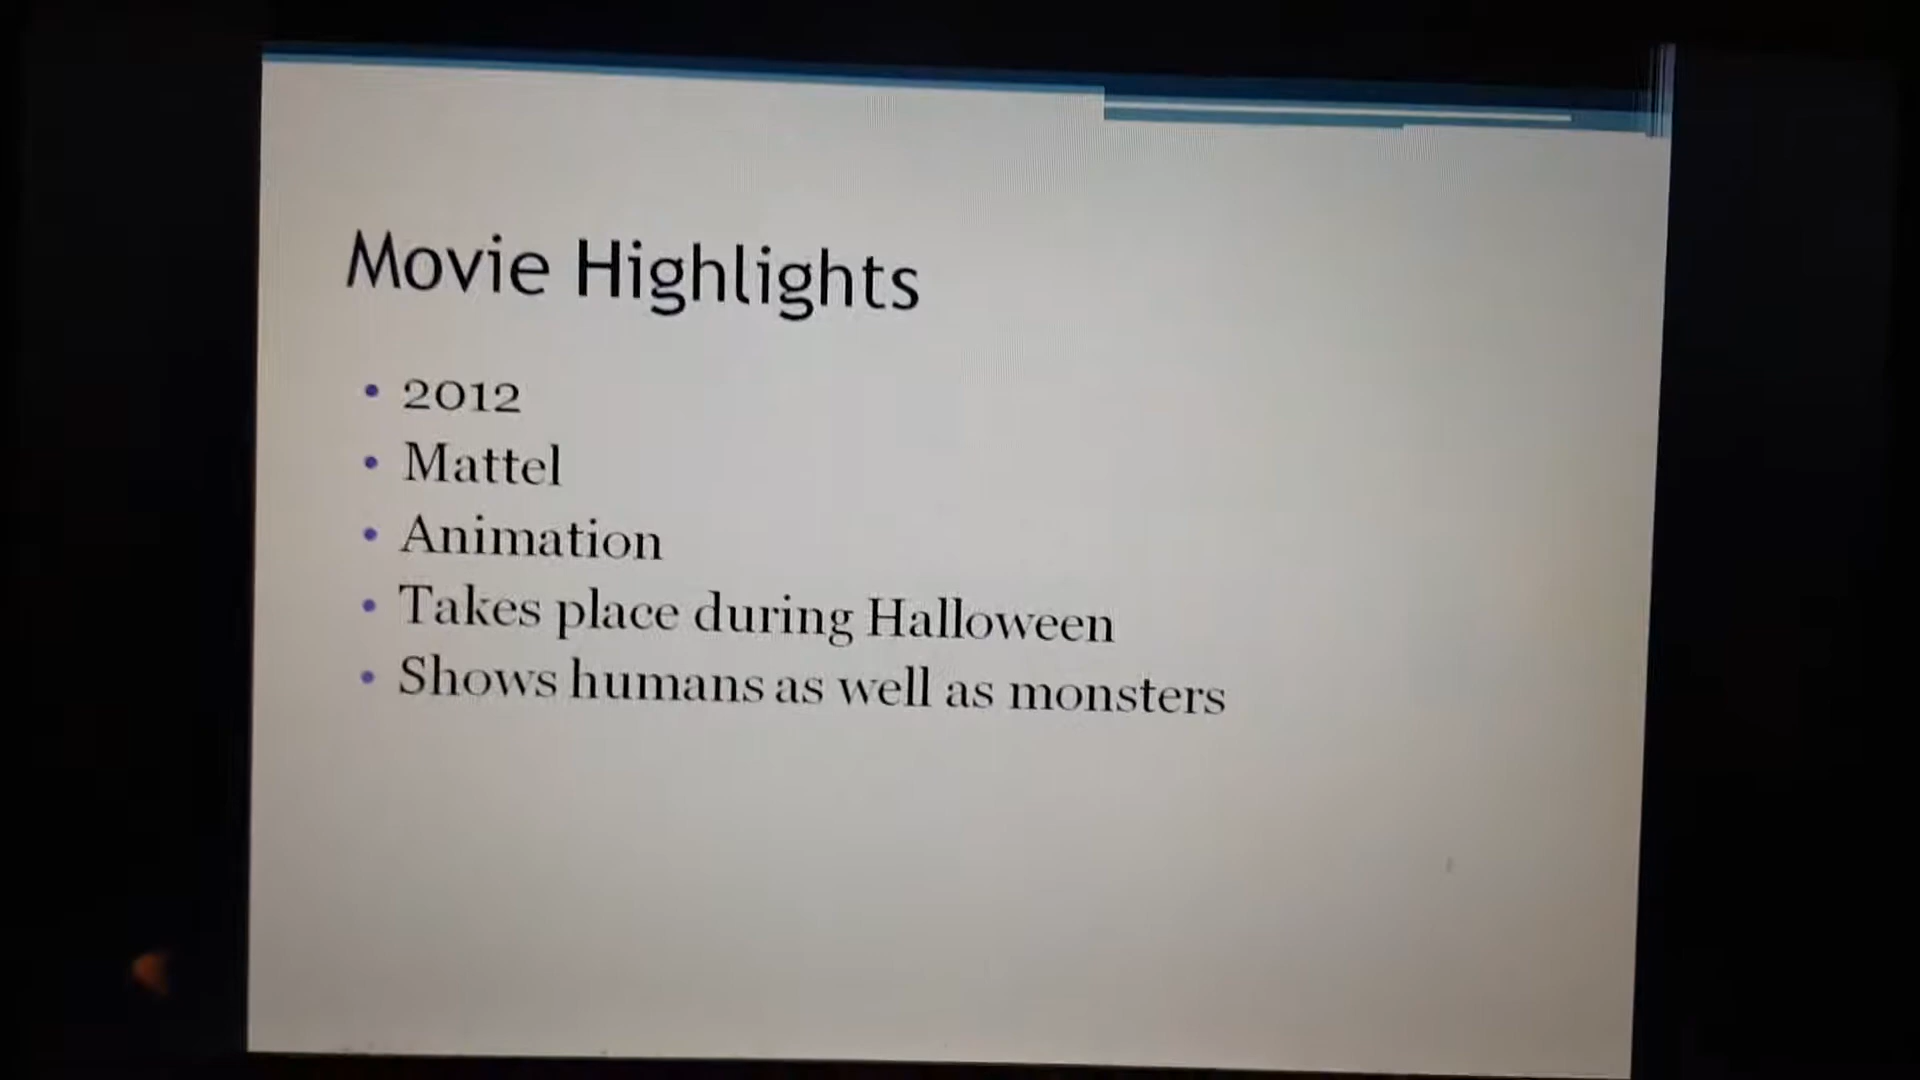 Movie Highlights
• 2012
• Mattel
• Animation
• Takes place during Halloween
• Shows humans as well as monsters